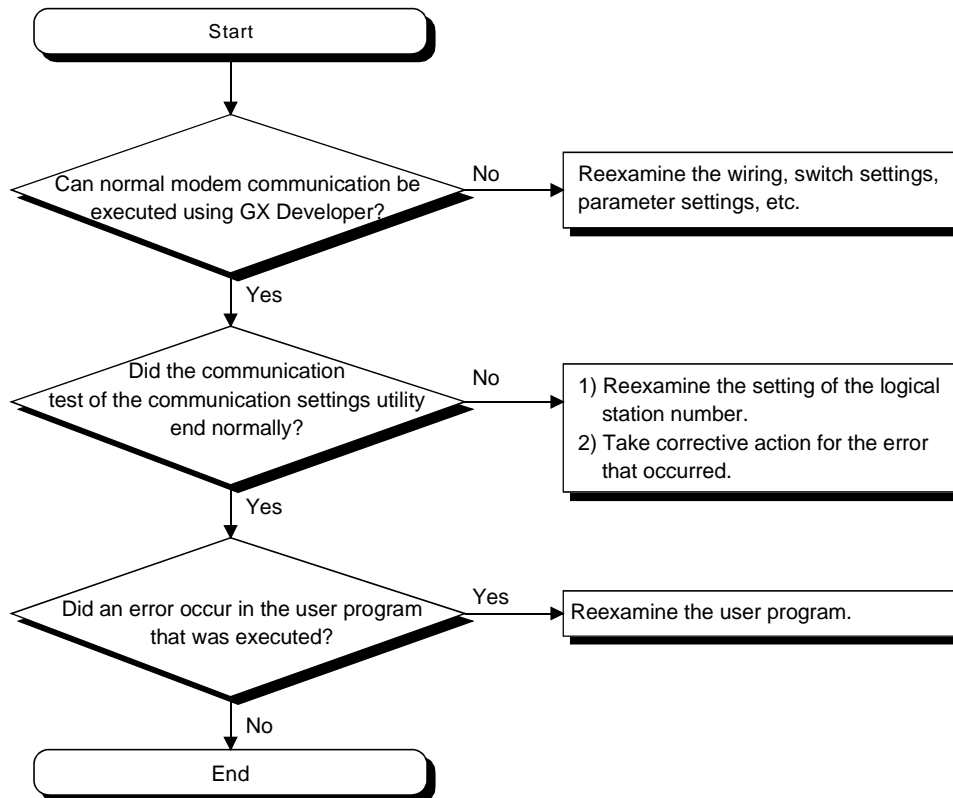 Start
Can normal modem communication be
executed using GX Developer?
No
Reexamine the wiring, switch settings,
parameter settings, etc.
Yes
Did the communication
test of the communication settings utility
end normally?
No
1) Reexamine the setting of the logical
station number.
2) Take corrective action for the error
that occurred.
Yes
Did an error occur in the user program
that was executed?
Yes
Reexamine the user program.
No
End